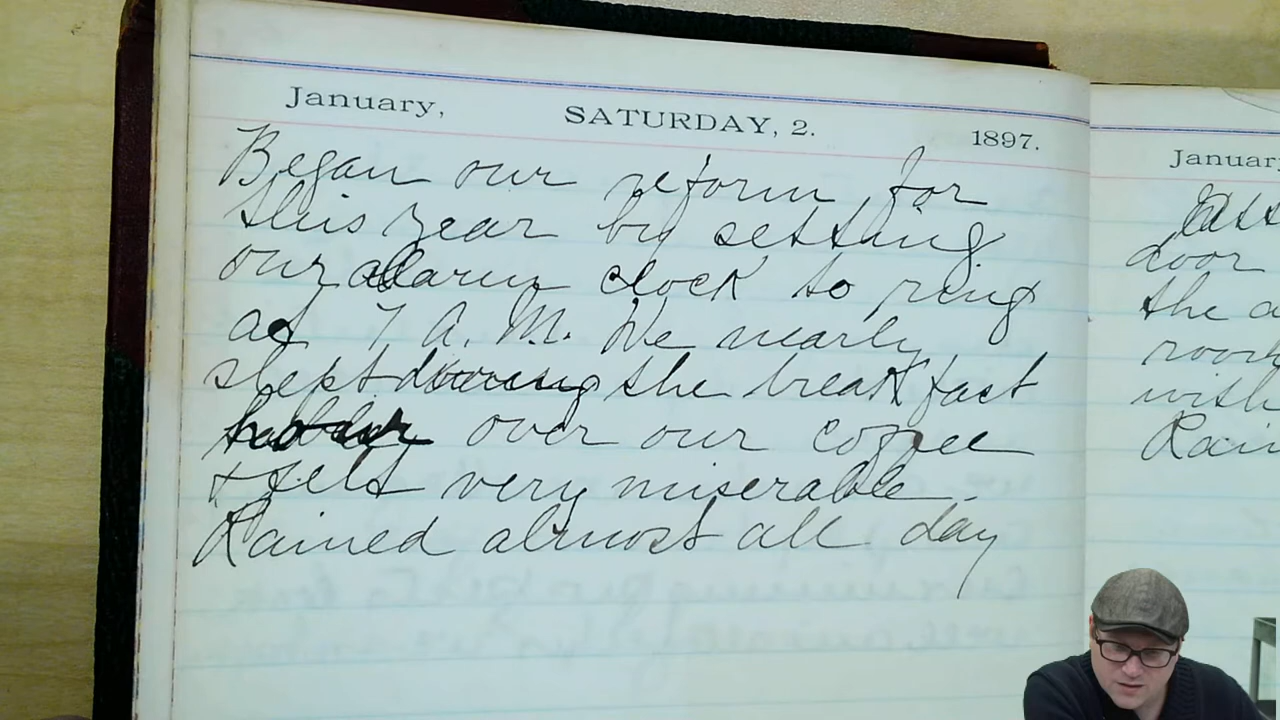 January, SATURDAY, 2. 1897.
Began our reform for
this year by setting
our alarm clock to ring
at 7 A. M. We nearly
slept during the breakfast
over our coffee
& felt very miserable.
Rained almost all day
January
door
the a
room
with
Rain